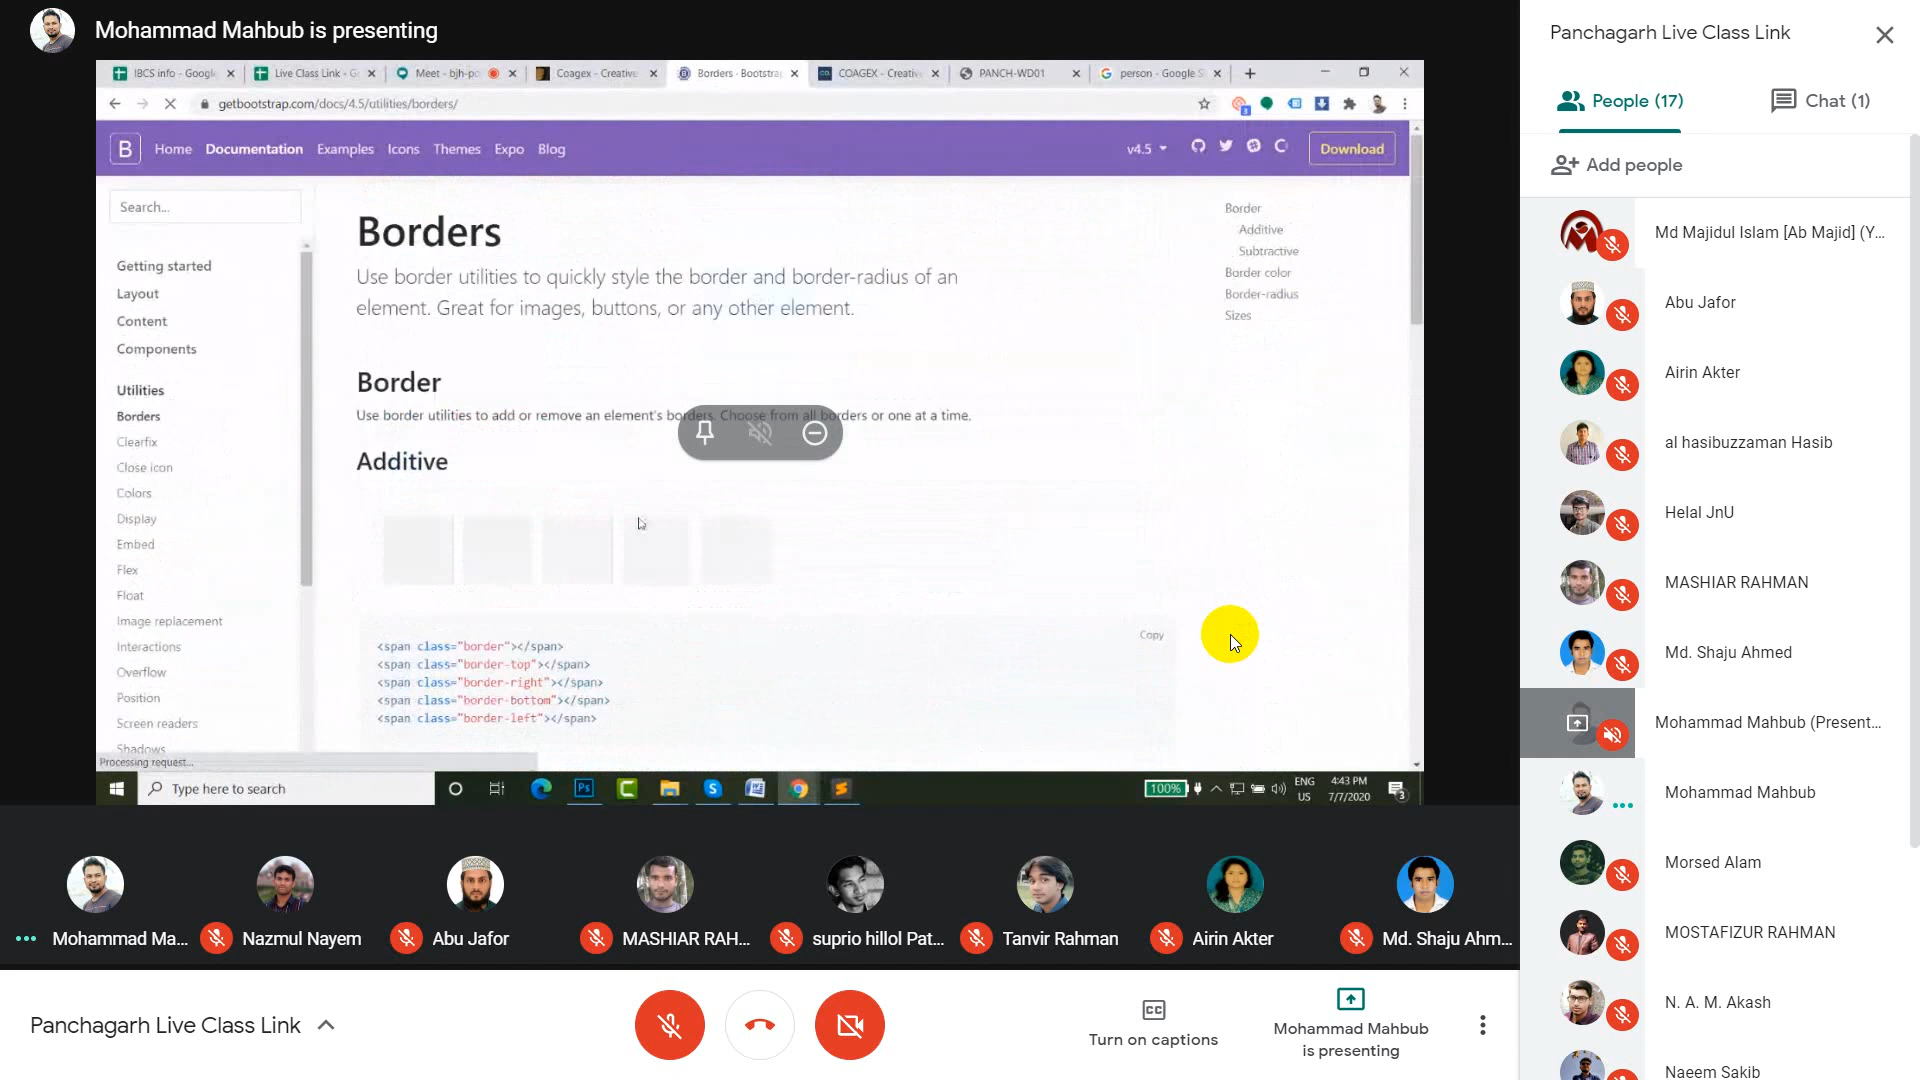 Mohammad Mahbub is presenting
IBCS info - Google
Live Class Link - G
Meet - bjh-po
Coagex - Creative
Borders · Bootstra
COAGEX - Creativ
PANCH-WD01
person - Google S
getbootstrap.com/docs/4.5/utilities/borders/
B Home Documentation Examples Icons Themes Expo Blog
v4.5 Download
Search...
Getting started
Layout
Content
Components
Utilities
Borders
Clearfix
Close icon
Colors
Display
Embed
Flex
Float
Image replacement
Interactions
Overflow
Position
Screen readers
Shadows
Borders
Use border utilities to quickly style the border and border-radius of an
element. Great for images, buttons, or any other element.
Border
Use border utilities to add or remove an element's borders. Choose from all borders or one at a time.
Additive
Copy
<span class="border"></span>
<span class="border-top"></span>
<span class="border-right"></span>
<span class="border-bottom"></span>
<span class="border-left"></span>
Border
Additive
Subtractive
Border color
Border-radius
Sizes
Processing request...
Type here to search
Ps
100%
ENG
US
4:43 PM
7/7/2020
3
Mohammad Ma...
Nazmul Nayem
Abu Jafor
MASHIAR RAH...
suprio hillol Pat...
Tanvir Rahman
Airin Akter
Md. Shaju Ahm...
Panchagarh Live Class Link
Turn on captions
Mohammad Mahbub
is presenting
Panchagarh Live Class Link
People (17)
Chat (1)
Add people
Md Majidul Islam [Ab Majid] (Y...
Abu Jafor
Airin Akter
al hasibuzzaman Hasib
Helal JnU
MASHIAR RAHMAN
Md. Shaju Ahmed
Mohammad Mahbub (Present...
Mohammad Mahbub
Morsed Alam
MOSTAFIZUR RAHMAN
N. A. M. Akash
Naeem Sakib